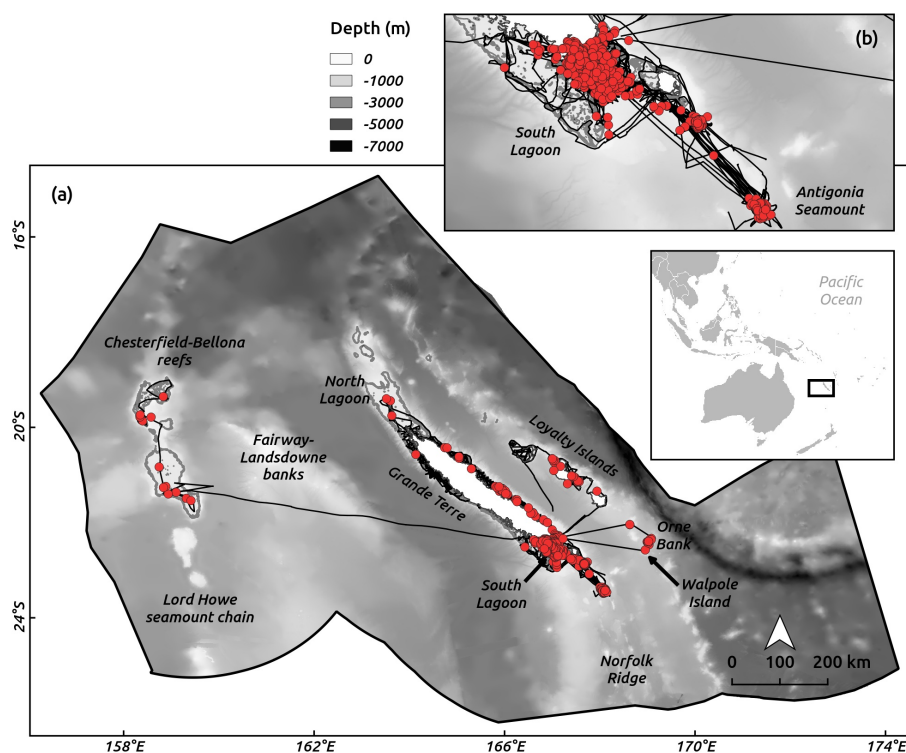 Depth (m)
0
-1000
-3000
-5000
-7000
(b)
South
Lagoon
Antigonia
Seamount
(a)
Pacific
Ocean
Chesterfield-Bellona
reefs
North
Lagoon
Loyalty Islands
Fairway-
Landsdowne
banks
Grande Terre
Orne
Bank
South
Lagoon
Walpole
Island
Lord Howe
seamount chain
Norfolk
Ridge
0 100 200 km
16°S
20°S
24°S
158°E 162°E 166°E 170°E 174°E